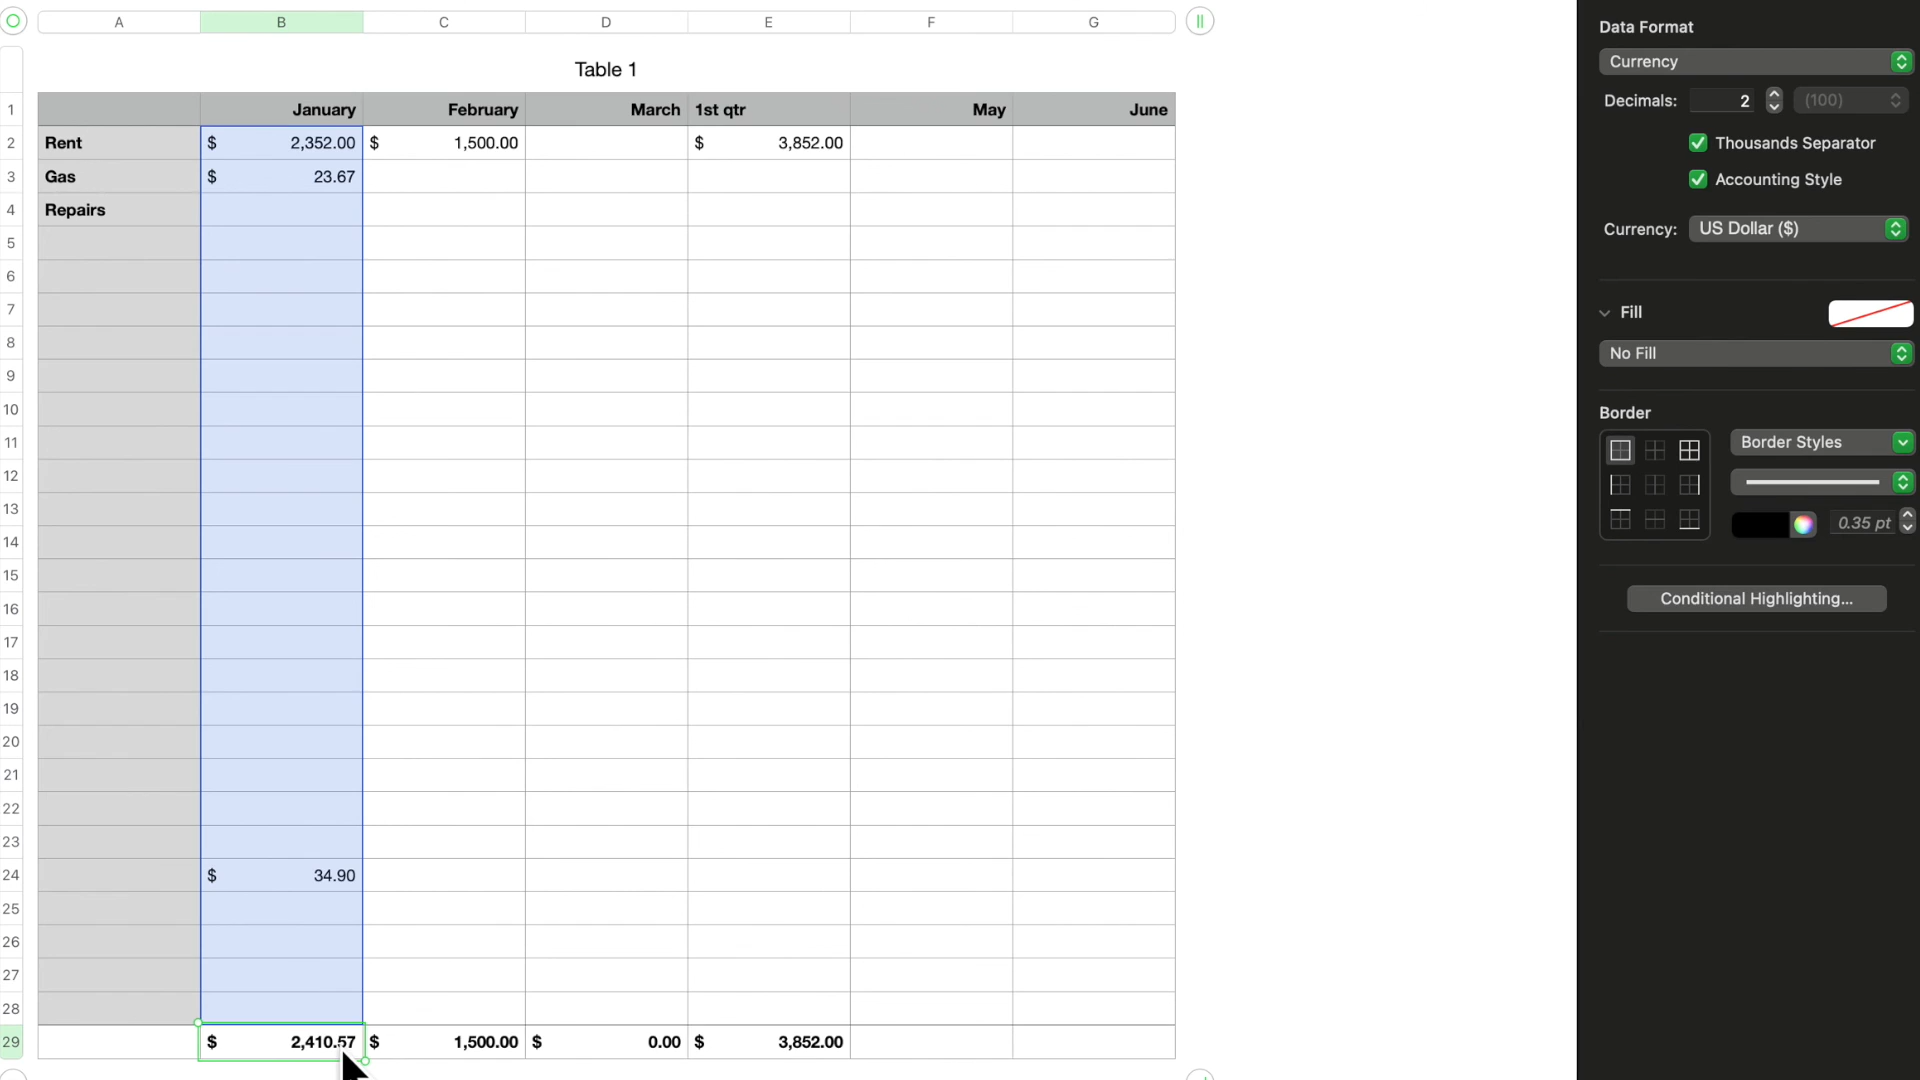 A B C D E F G
Table 1
1 January February March 1st qtr May June
2 Rent $ 2,352.00 $ 1,500.00 $ 3,852.00
3 Gas $ 23.67
4 Repairs
5
6
7
8
9
10
11
12
13
14
15
16
17
18
19
20
21
22
23
24 $ 34.90
25
26
27
28
29 $ 2,410.57 $ 1,500.00 $ 0.00 $ 3,852.00
Data Format
Currency
Decimals: 2 (100)
Thousands Separator
Accounting Style
Currency: US Dollar ($)
Fill
No Fill
Border
Border Styles
0.35 pt
Conditional Highlighting...